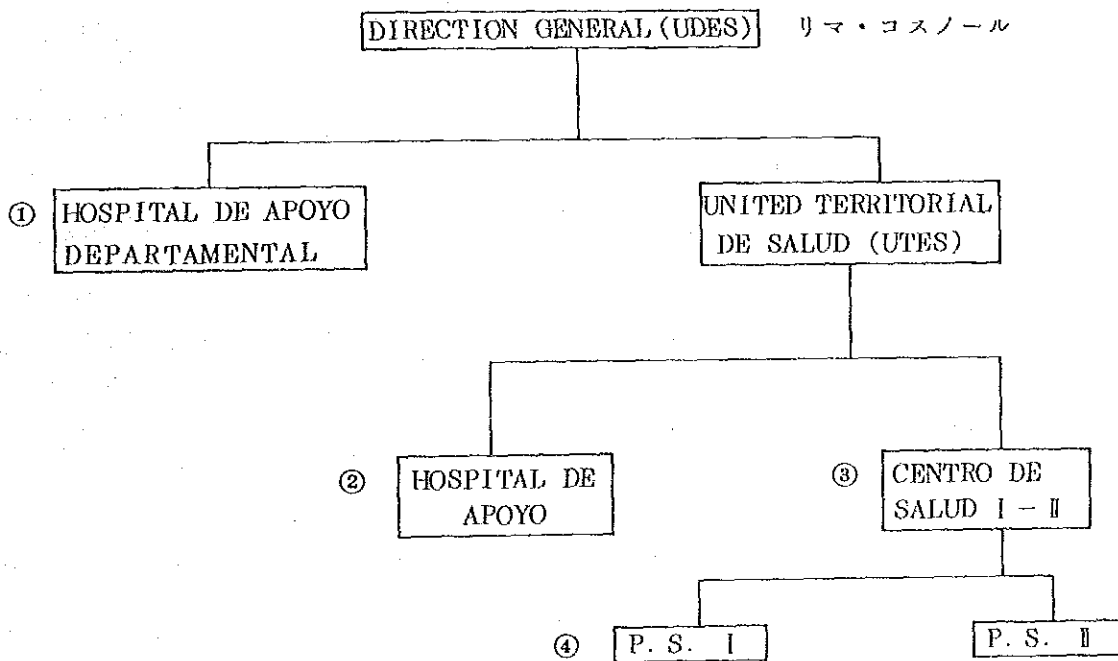 DIRECTION GENERAL (UDES) リマ・コスノール
① HOSPITAL DE APOYO
DEPARTAMENTAL
UNITED TERRITORIAL
DE SALUD (UTES)
② HOSPITAL DE
APOYO
③ CENTRO DE
SALUD Ⅰ－Ⅱ
④ P. S. Ⅰ
P. S. Ⅱ